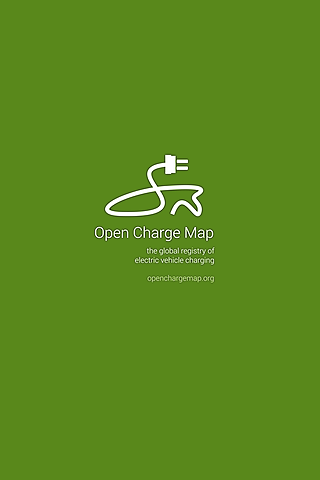 Open Charge Map
the global registry of
electric vehicle charging
openchargemap.org